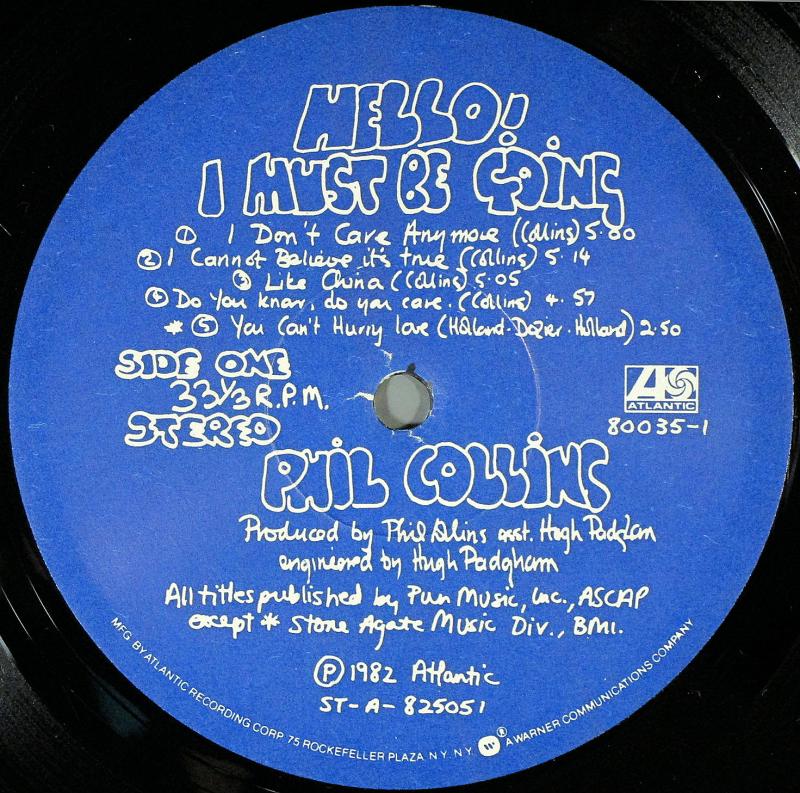 HELLO!
I MUST BE GOING
① I Don't Care Anymore (Collins) 5.00
② I Cannot Believe it's true (Collins) 5.14
③ Like China (Collins) 5.05
④ Do You know, do you care. (Collins) 4.57
* ⑤ You Can't Hurry love (Holland-Dozier-Holland) 2.50
SIDE ONE
33 1/3 R.P.M.
STEREO
ATLANTIC
80035-1
PHIL COLLINS
Produced by Phil Collins asst. Hugh Padgham
engineered by Hugh Padgham
All titles published by Pun Music, Inc., ASCAP
except * Stone Agate Music Div., BMI.
Ⓟ 1982 Atlantic
ST-A-825051
MFG. BY ATLANTIC RECORDING CORP. 75 ROCKEFELLER PLAZA N.Y. N.Y. ® A WARNER COMMUNICATIONS COMPANY